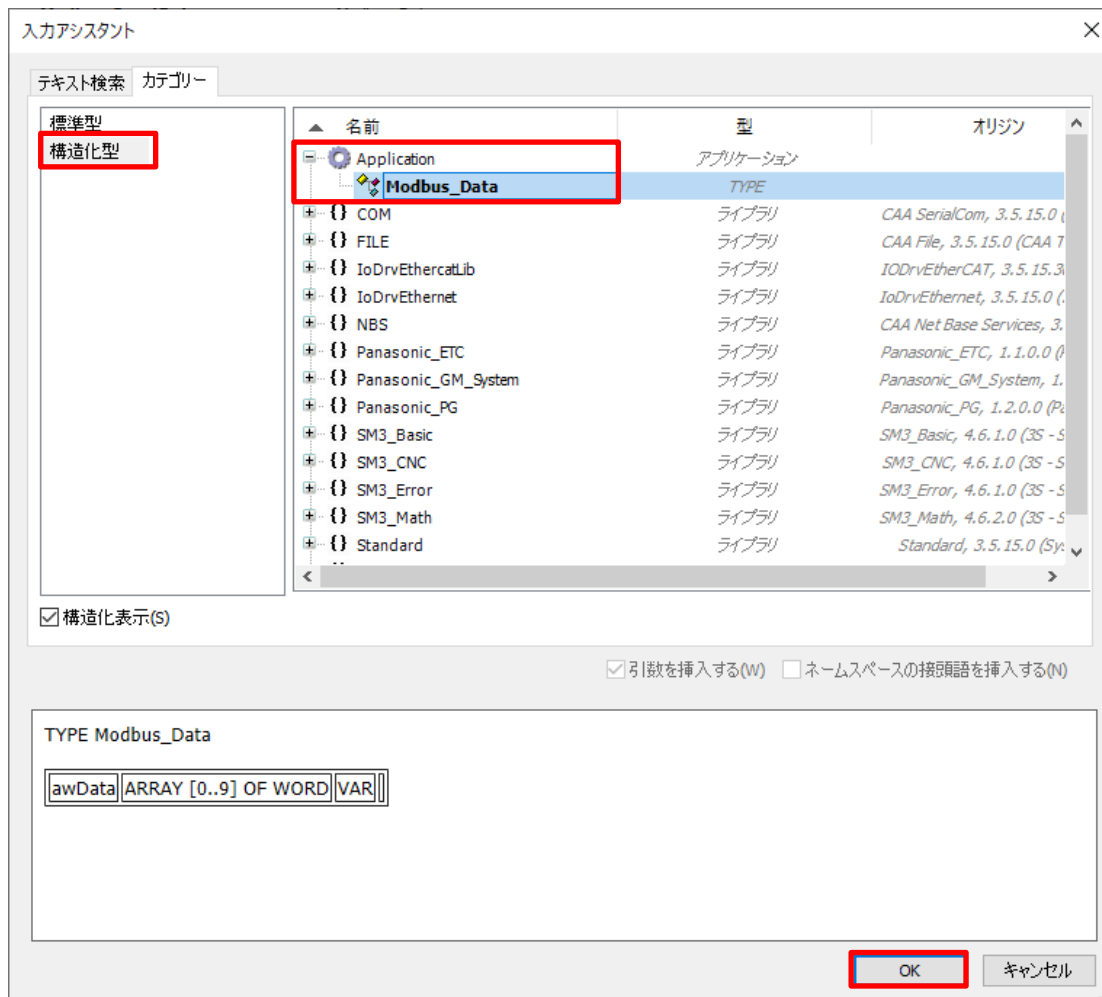 入力アシスタント
テキスト検索 カテゴリー
標準型
構造化型
名前 型 オリジン
Application アプリケーション
Modbus_Data TYPE
COM ライブラリ CAA SerialCom, 3.5.15.0 (
FILE ライブラリ CAA File, 3.5.15.0 (CAA T
IoDrvEthercatLib ライブラリ IODrvEtherCAT, 3.5.15.3
IoDrvEthernet ライブラリ IoDrvEthernet, 3.5.15.0 (
NBS ライブラリ CAA Net Base Services, 3.
Panasonic_ETC ライブラリ Panasonic_ETC, 1.1.0.0 (
Panasonic_GM_System ライブラリ Panasonic_GM_System, 1.
Panasonic_PG ライブラリ Panasonic_PG, 1.2.0.0 (Pa
SM3_Basic ライブラリ SM3_Basic, 4.6.1.0 (3S - S
SM3_CNC ライブラリ SM3_CNC, 4.6.1.0 (3S - S
SM3_Error ライブラリ SM3_Error, 4.6.1.0 (3S - S
SM3_Math ライブラリ SM3_Math, 4.6.2.0 (3S - S
Standard ライブラリ Standard, 3.5.15.0 (Sys
構造化表示(S)
引数を挿入する(W) ネームスペースの接頭語を挿入する(N)
TYPE Modbus_Data
awData ARRAY [0..9] OF WORD VAR
OK キャンセル